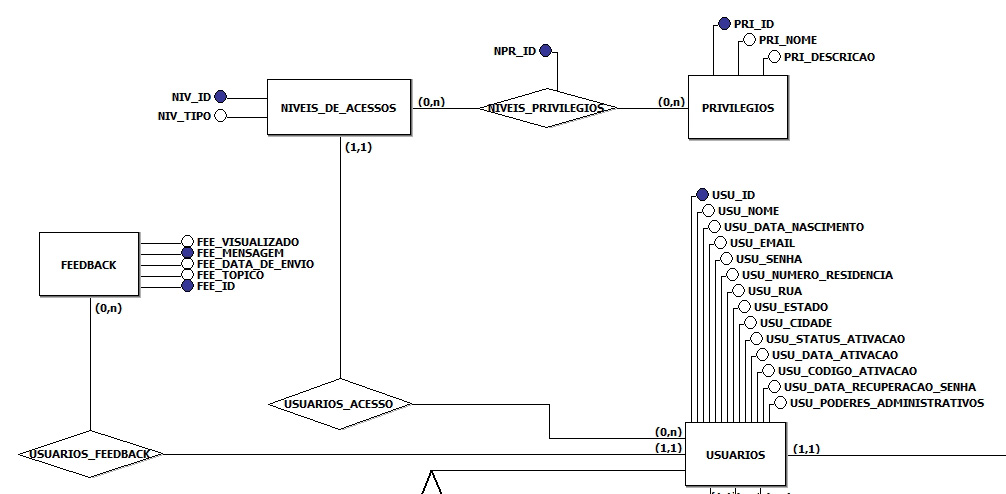 PRI_ID
PRI_NOME
NPR_ID
PRI_DESCRICAO
NIV_ID
NIV_TIPO
NIVEIS_DE_ACESSOS
(0,n)
NIVEIS_PRIVILEGIOS
(0,n)
PRIVILEGIOS
(1,1)
USU_ID
USU_NOME
USU_DATA_NASCIMENTO
USU_EMAIL
USU_SENHA
USU_NUMERO_RESIDENCIA
USU_RUA
USU_ESTADO
USU_CIDADE
USU_STATUS_ATIVACAO
USU_DATA_ATIVACAO
USU_CODIGO_ATIVACAO
USU_DATA_RECUPERACAO_SENHA
USU_PODERES_ADMINISTRATIVOS
FEEDBACK
FEE_VISUALIZADO
FEE_MENSAGEM
FEE_DATA_DE_ENVIO
FEE_TOPICO
FEE_ID
(0,n)
USUARIOS_ACESSO
(0,n)
(1,1)
USUARIOS_FEEDBACK
USUARIOS
(1,1)